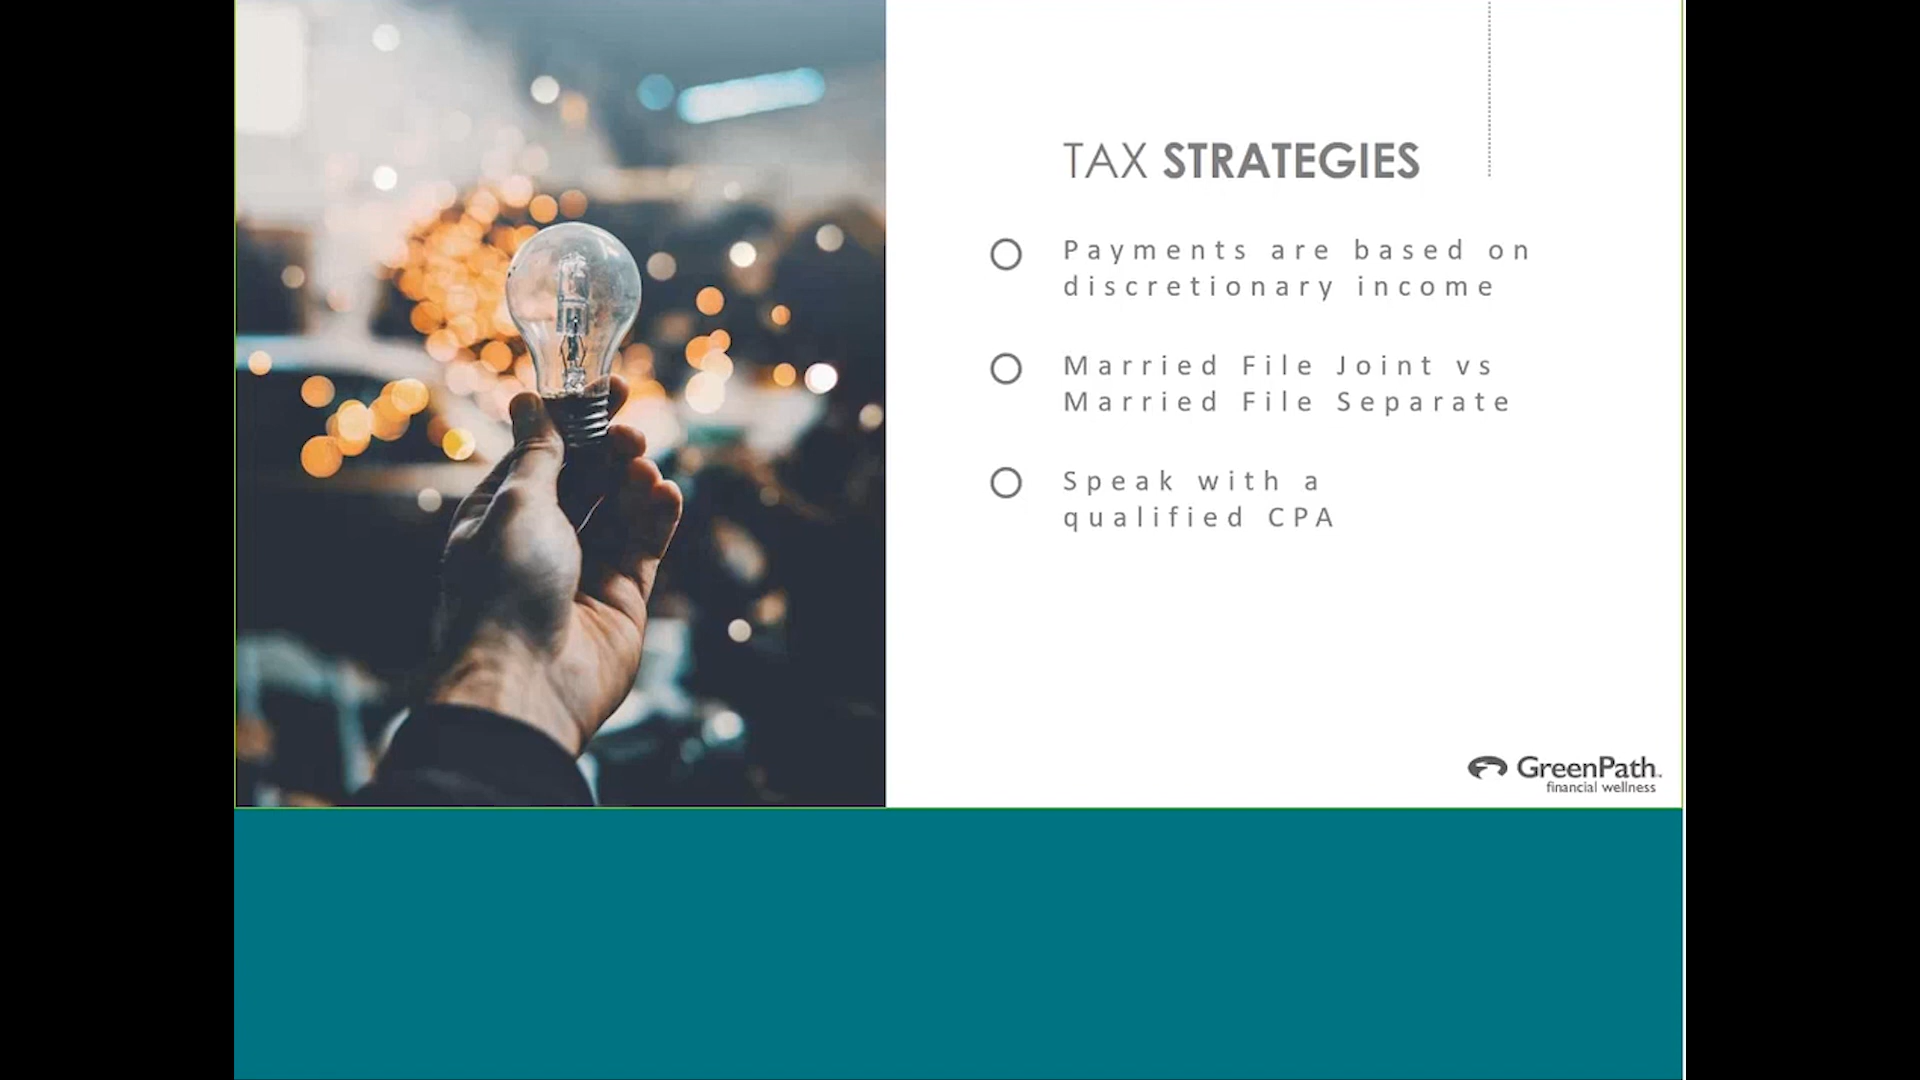 TAX STRATEGIES
Payments are based on
discretionary income
Married File Joint vs
Married File Separate
Speak with a
qualified CPA
GreenPath
financial wellness